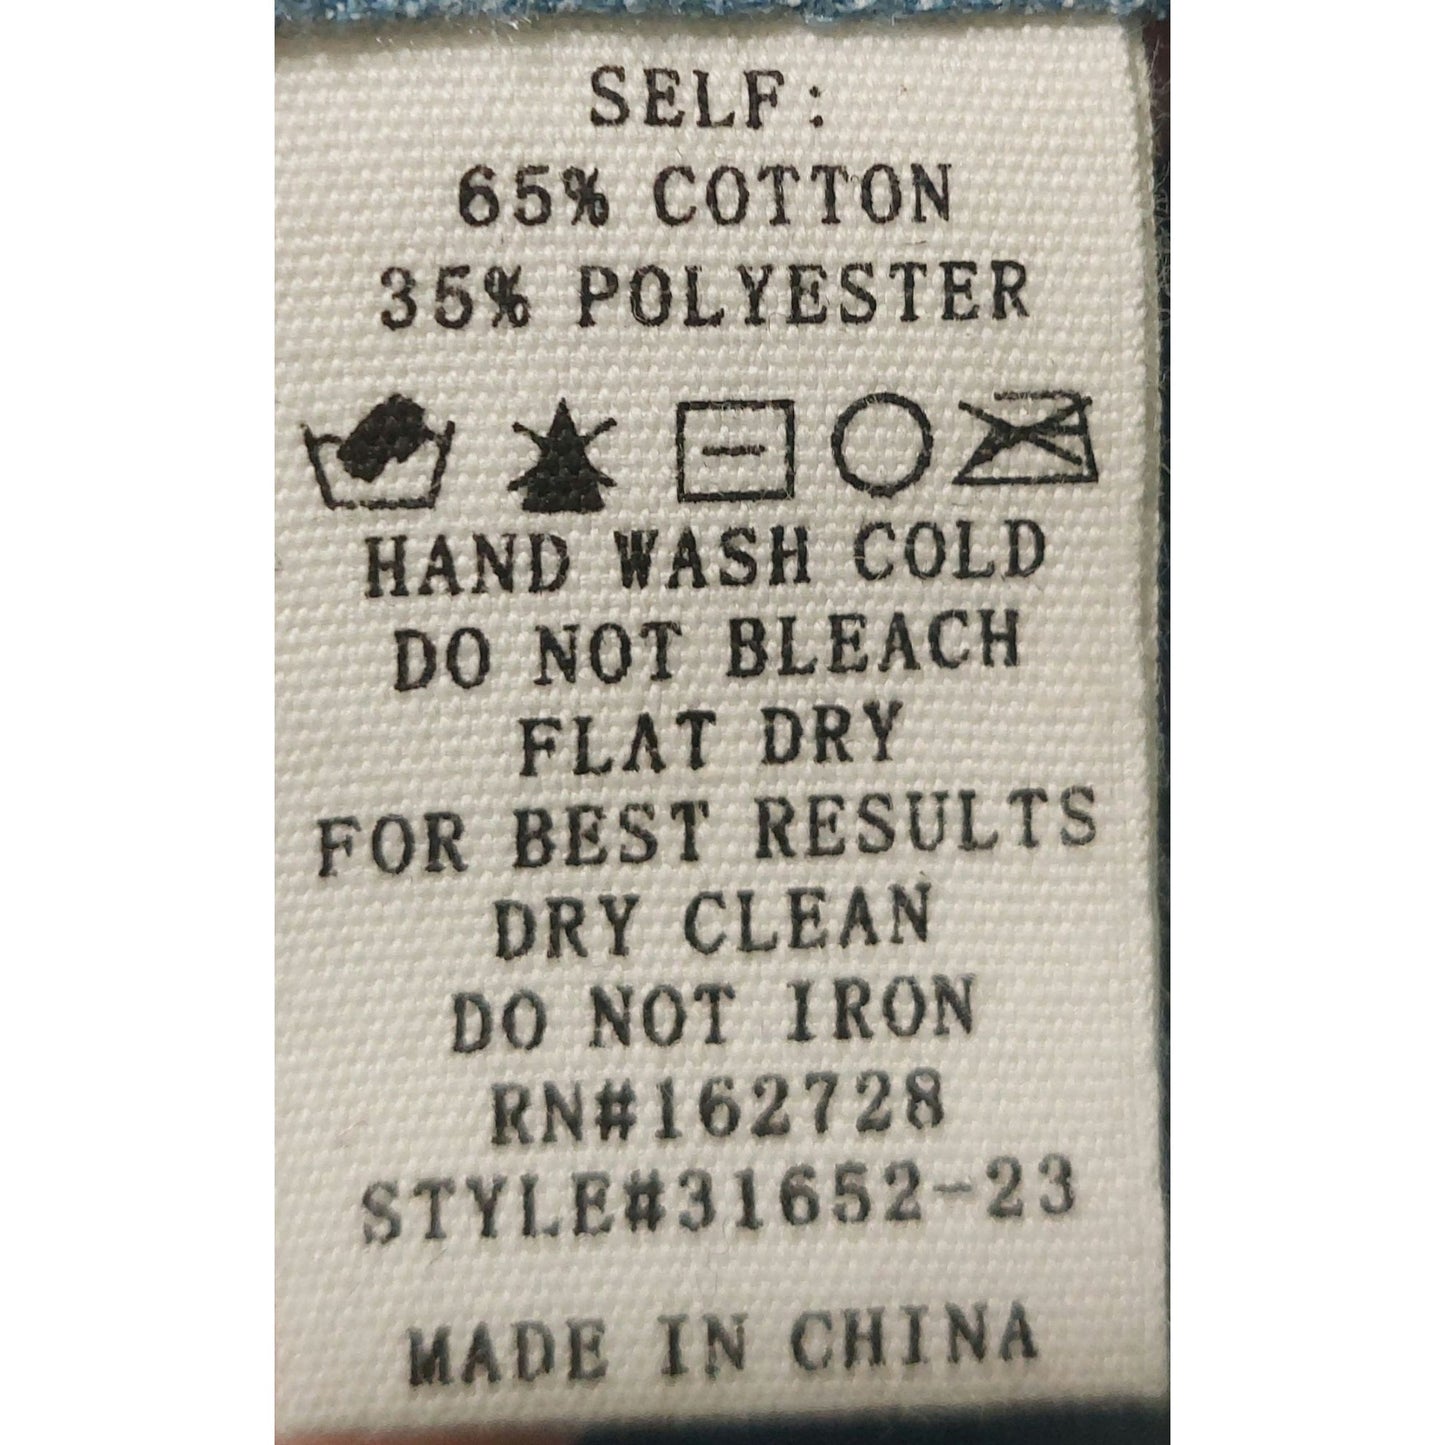 SELF:
65% COTTON
35% POLYESTER
HAND WASH COLD
DO NOT BLEACH
FLAT DRY
FOR BEST RESULTS
DRY CLEAN
DO NOT IRON
RN#162728
STYLE#31652-23
MADE IN CHINA